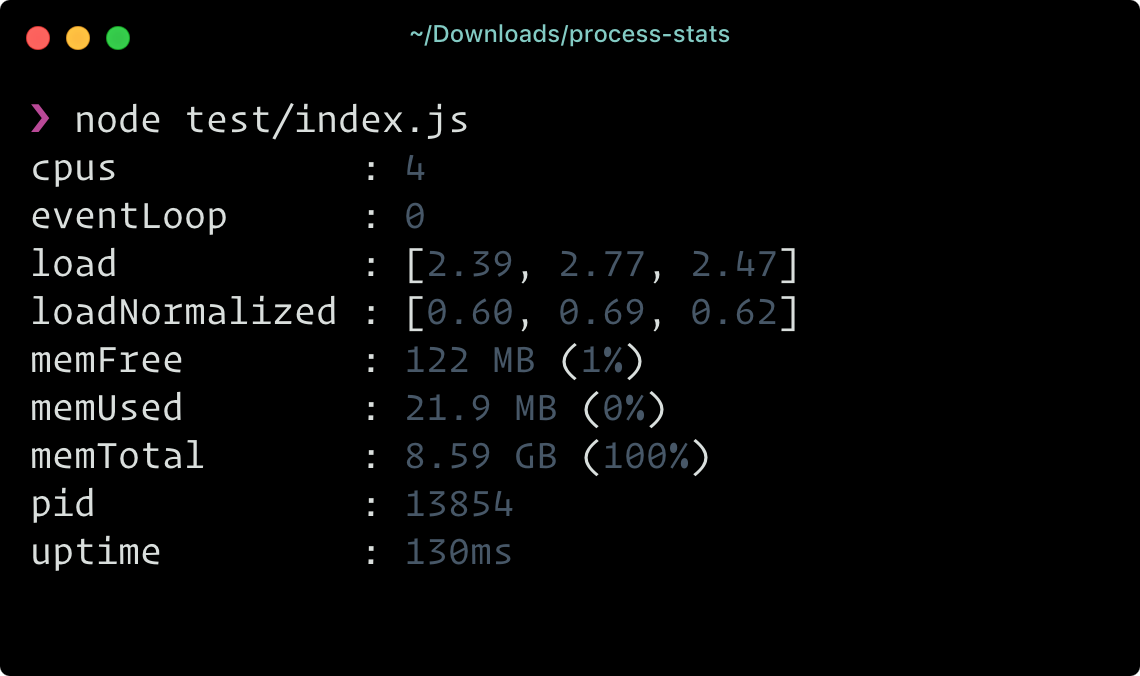 ~/Downloads/process-stats
❯ node test/index.js
cpus : 4
eventLoop : 0
load : [2.39, 2.77, 2.47]
loadNormalized : [0.60, 0.69, 0.62]
memFree : 122 MB (1%)
memUsed : 21.9 MB (0%)
memTotal : 8.59 GB (100%)
pid : 13854
uptime : 130ms